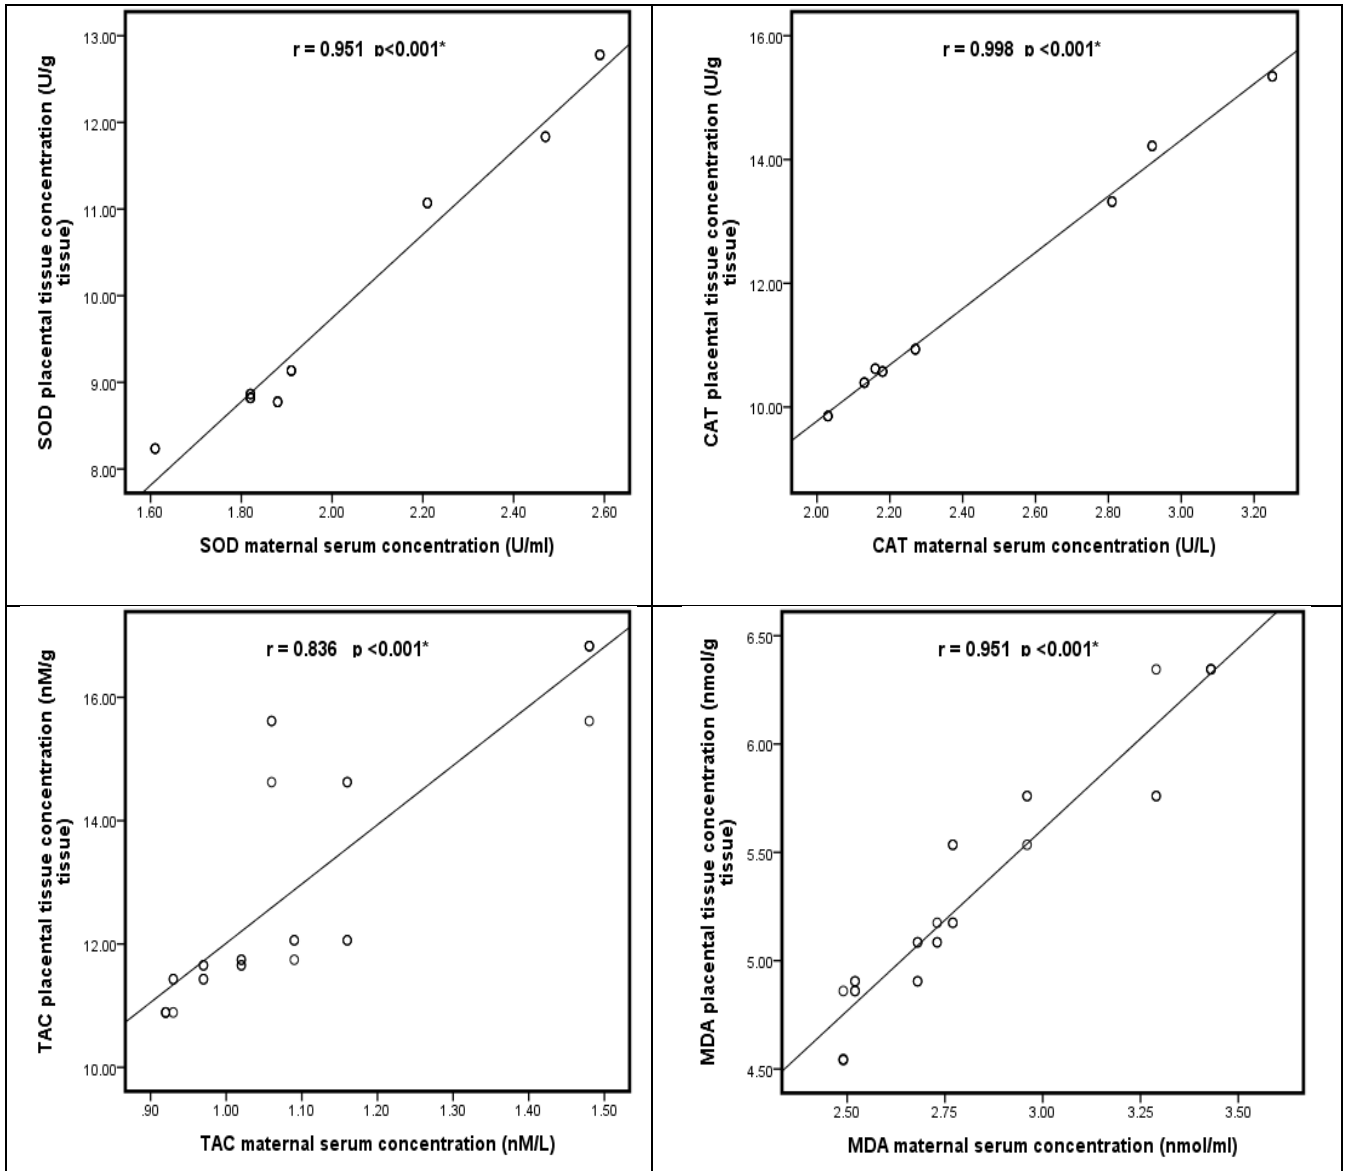 r = 0.951 p<0.001*
SOD placental tissue concentration (U/g
tissue)
13.00
12.00
11.00
10.00
9.00
8.00
1.60 1.80 2.00 2.20 2.40 2.60
SOD maternal serum concentration (U/ml)
r = 0.998 p <0.001*
CAT placental tissue concentration (U/g
tissue)
16.00
14.00
12.00
10.00
2.00 2.20 2.40 2.60 2.80 3.00 3.20
CAT maternal serum concentration (U/L)
r = 0.836 p <0.001*
TAC placental tissue concentration (nM/g
tissue)
16.00
14.00
12.00
10.00
.90 1.00 1.10 1.20 1.30 1.40 1.50
TAC maternal serum concentration (nM/L)
r = 0.951 p <0.001*
MDA placental tissue concentration (nmol/g
tissue)
6.50
6.00
5.50
5.00
4.50
2.50 2.75 3.00 3.25 3.50
MDA maternal serum concentration (nmol/ml)